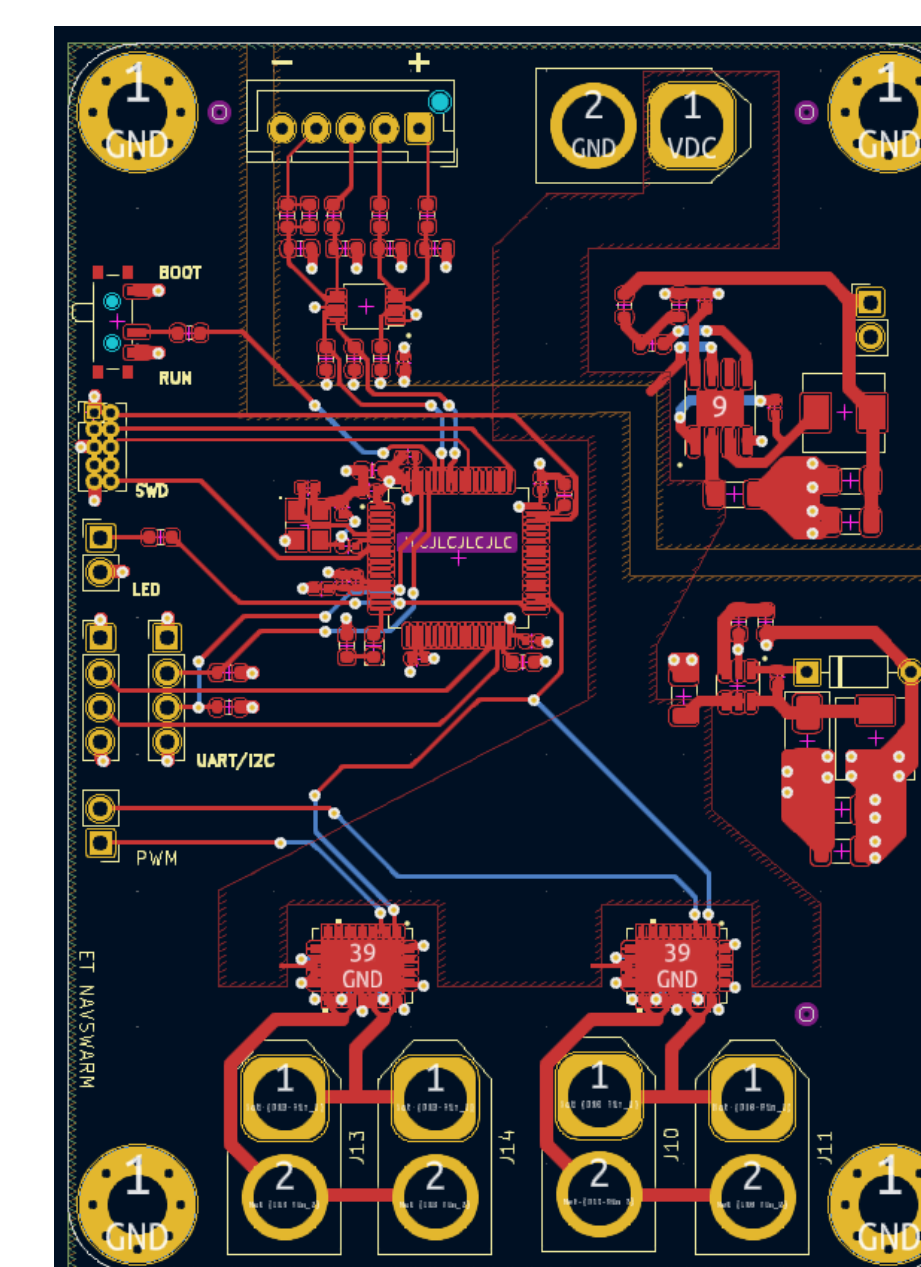 - +
1
GND
2
GND
1
VDC
1
GND
BOOT
RUN
9
SWD
JLCJLCJLC
LED
UART/I2C
PWM
39
GND
39
GND
ET NAVSWARM
1
2
J13
1
2
J14
1
2
J10
1
2
J11
1
GND
1
GND